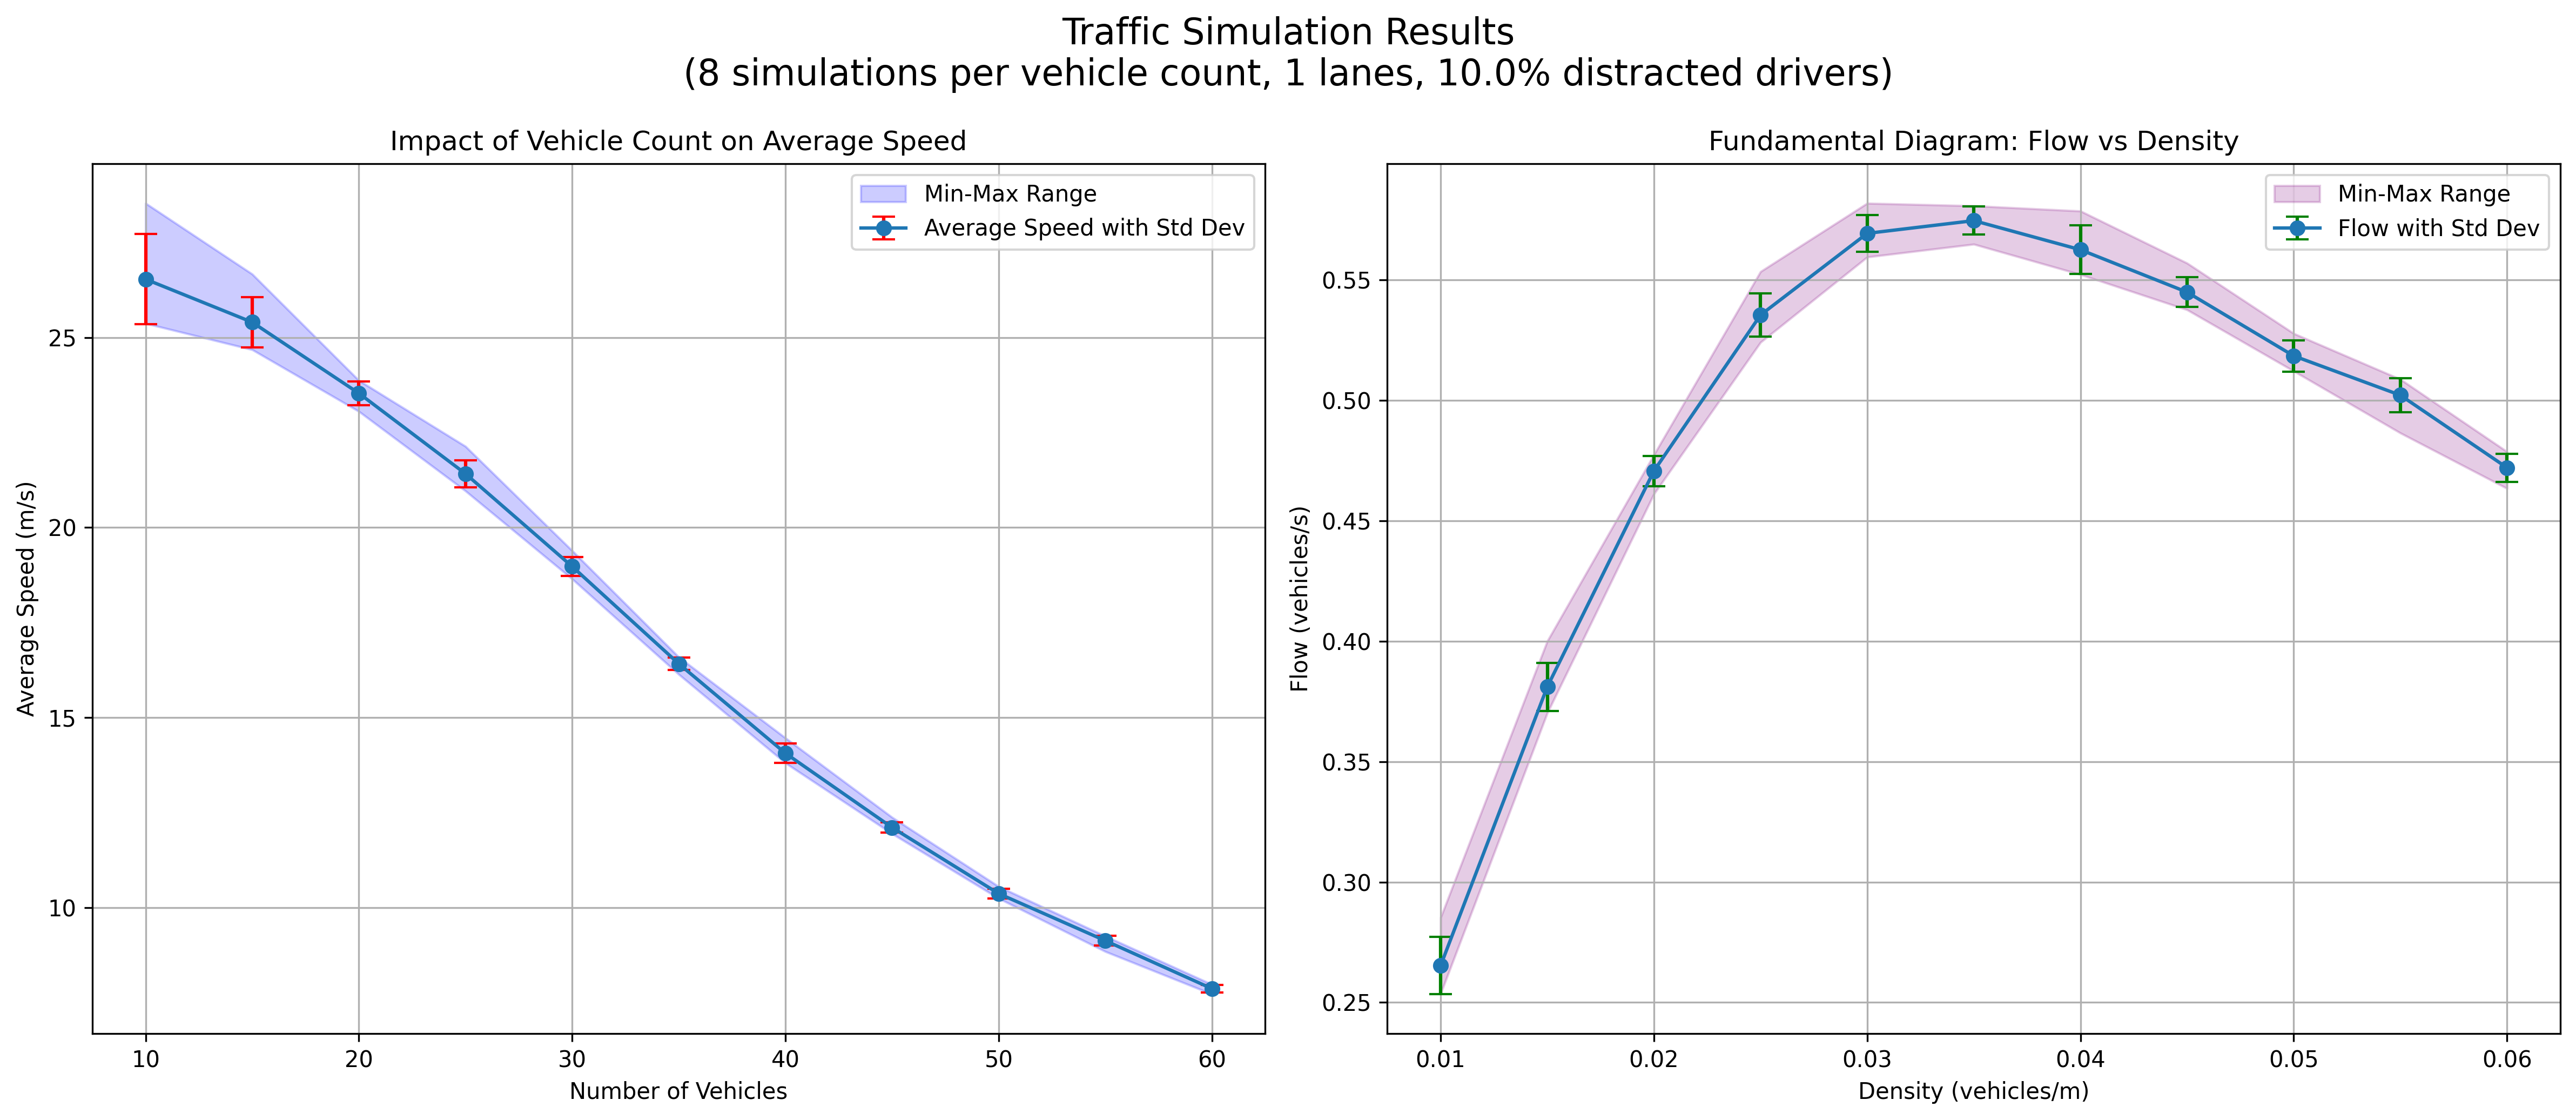 Traffic Simulation Results
(8 simulations per vehicle count, 1 lanes, 10.0% distracted drivers)
Impact of Vehicle Count on Average Speed
Min-Max Range
Average Speed with Std Dev
Average Speed (m/s)
25
20
15
10
10
20
30
40
50
60
Number of Vehicles
Fundamental Diagram: Flow vs Density
Min-Max Range
Flow with Std Dev
Flow (vehicles/s)
0.55
0.50
0.45
0.40
0.35
0.30
0.25
0.01
0.02
0.03
0.04
0.05
0.06
Density (vehicles/m)